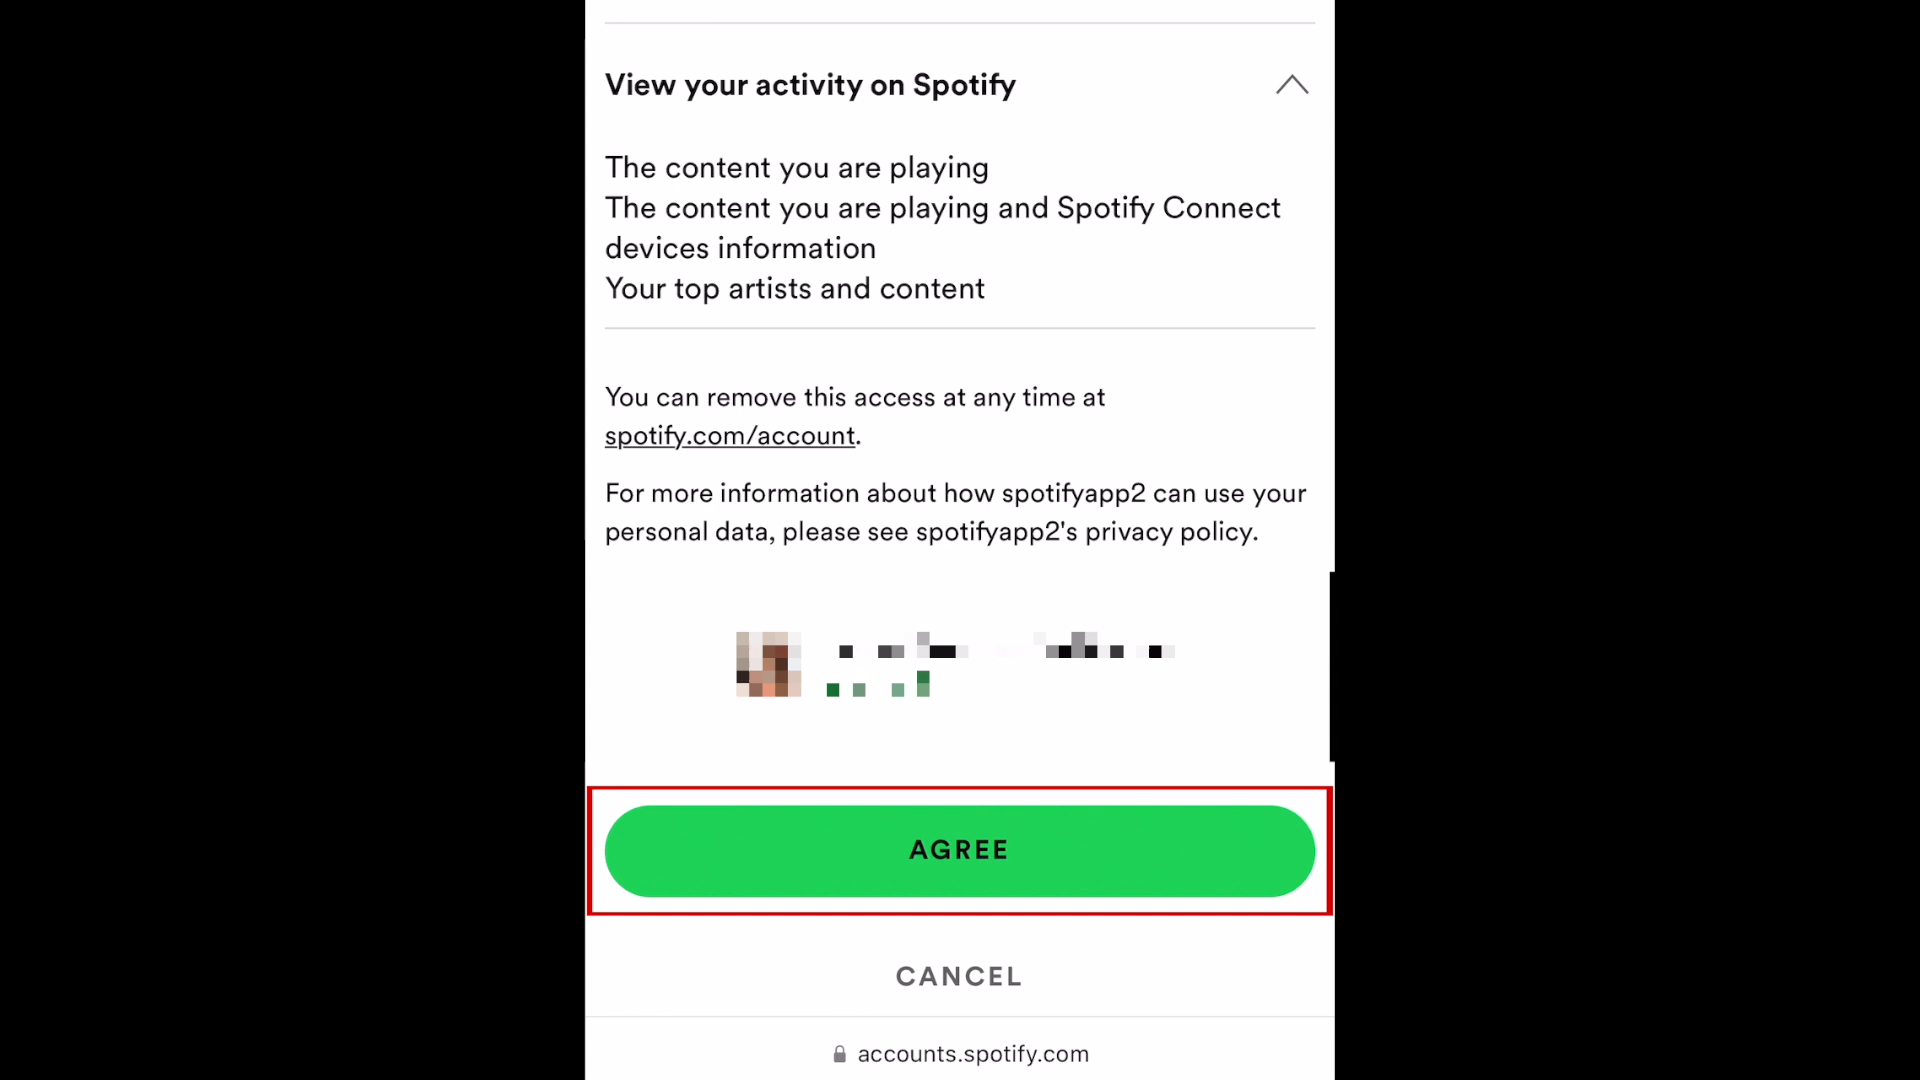 View your activity on Spotify
The content you are playing
The content you are playing and Spotify Connect
devices information
Your top artists and content
You can remove this access at any time at
spotify.com/account.
For more information about how spotifyapp2 can use your
personal data, please see spotifyapp2's privacy policy.
AGREE
CANCEL
accounts.spotify.com